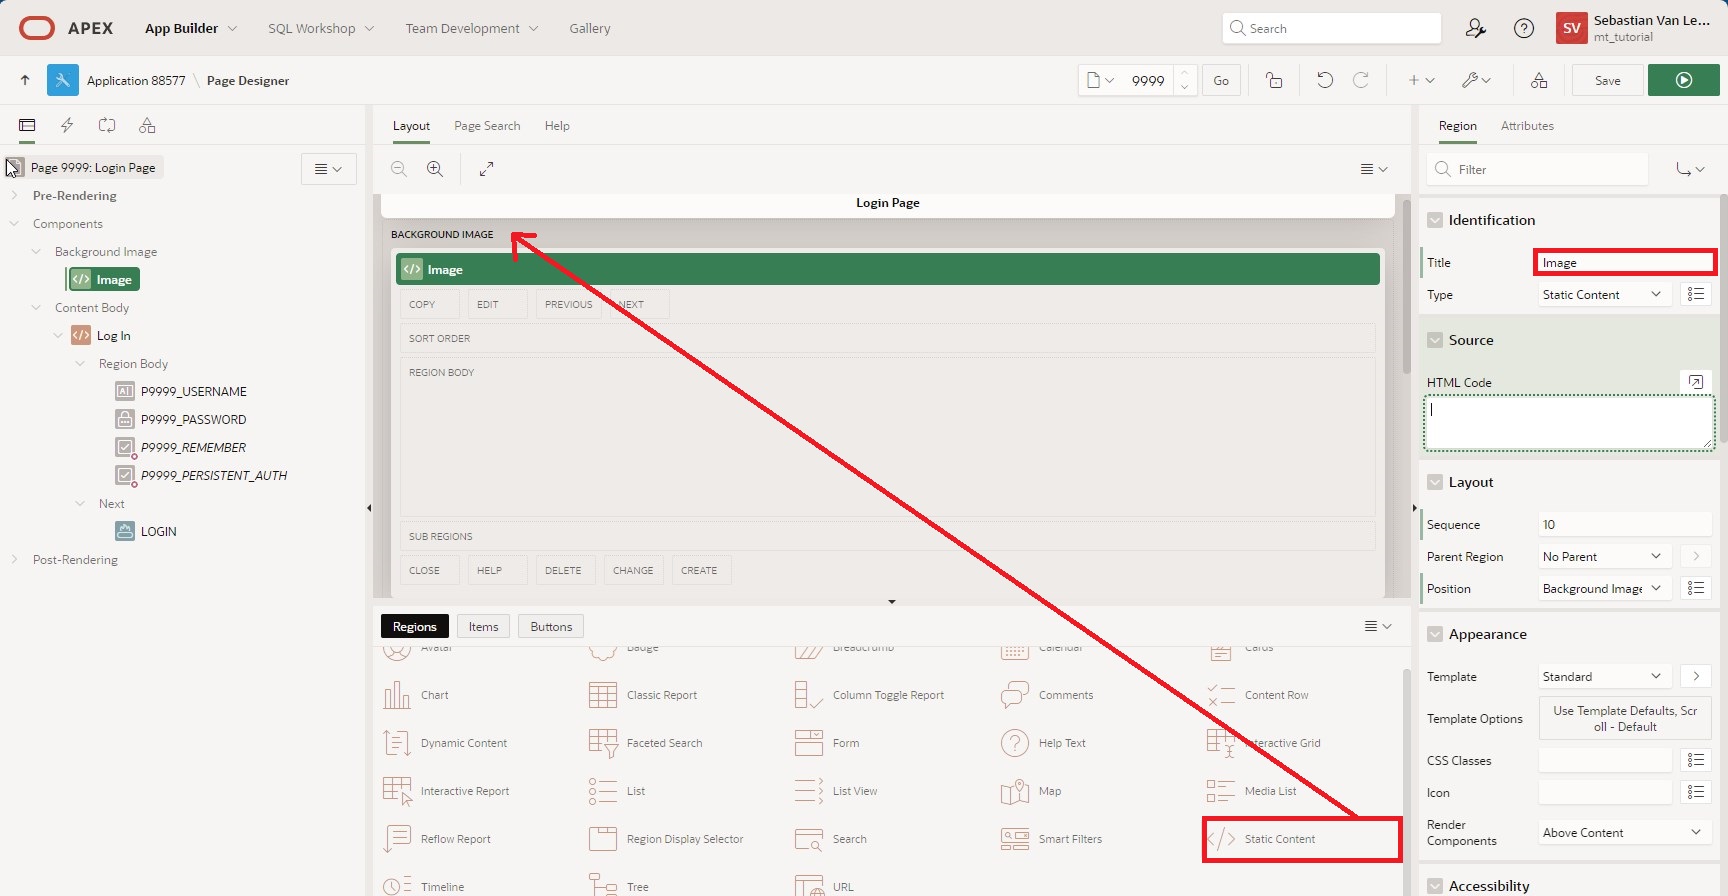 APEX
App Builder
SQL Workshop
Team Development
Gallery
Search
SV
Sebastian Van Le...
mt_tutorial
Application 88577 \ Page Designer
9999
Go
Save
Page 9999: Login Page
Pre-Rendering
Components
Background Image
Image
Content Body
Log In
Region Body
P9999_USERNAME
P9999_PASSWORD
P9999_REMEMBER
P9999_PERSISTENT_AUTH
Next
LOGIN
Post-Rendering
Layout
Page Search
Help
Login Page
BACKGROUND IMAGE
Image
COPY
EDIT
PREVIOUS
NEXT
SORT ORDER
REGION BODY
SUB REGIONS
CLOSE
HELP
DELETE
CHANGE
CREATE
Regions
Items
Buttons
Avatar
Badge
Breadcrumb
Calendar
Cards
Chart
Classic Report
Column Toggle Report
Comments
Content Row
Dynamic Content
Faceted Search
Form
Help Text
Interactive Grid
Interactive Report
List
List View
Map
Media List
Reflow Report
Region Display Selector
Search
Smart Filters
Static Content
Timeline
Tree
URL
Region
Attributes
Filter
Identification
Title
Image
Type
Static Content
Source
HTML Code
Layout
Sequence
10
Parent Region
No Parent
Position
Background Image
Appearance
Template
Standard
Template Options
Use Template Defaults, Scr
oll - Default
CSS Classes
Icon
Render
Components
Above Content
Accessibility